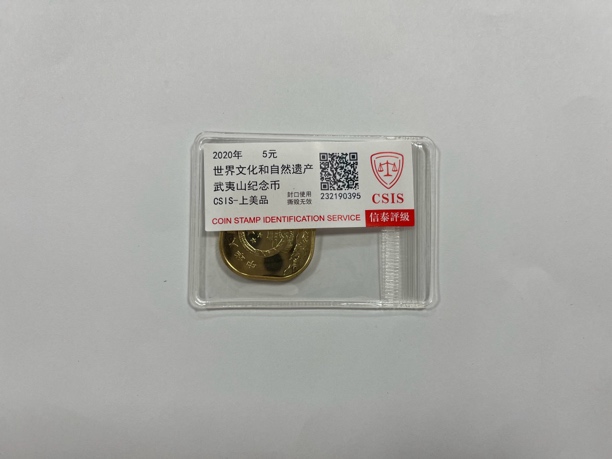 2020年 5元
世界文化和自然遗产
武夷山纪念币
CSIS-上美品
封口使用
撕毁无效
232190395
COIN STAMP IDENTIFICATION SERVICE
CSIS
信泰評級